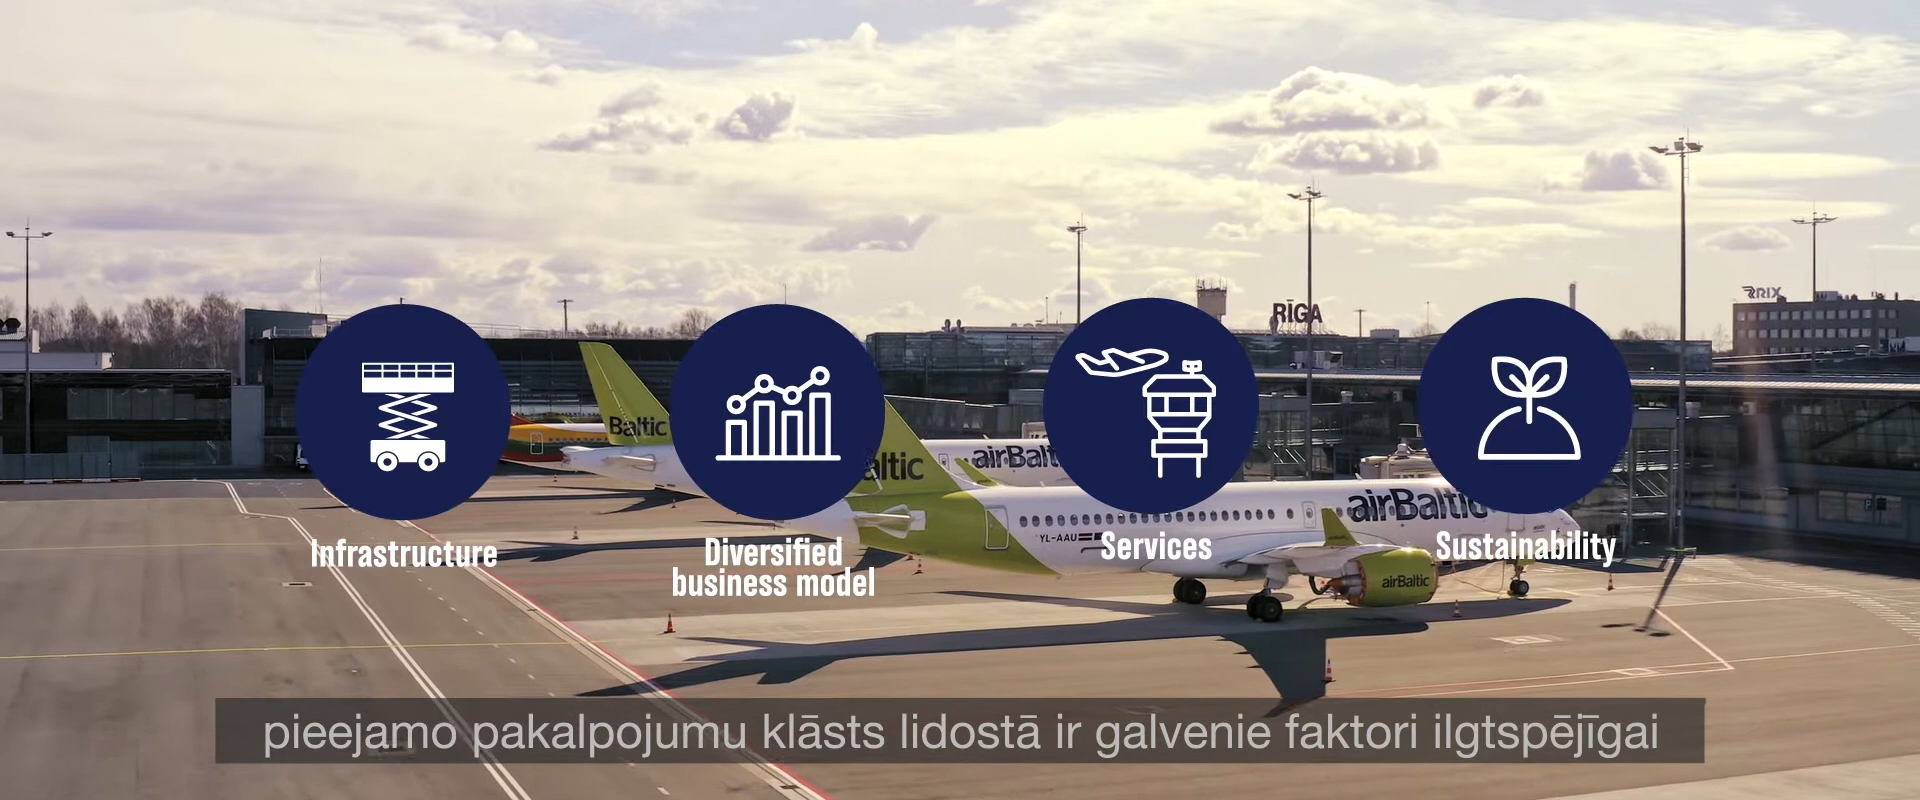 RIX
RĪGA
Baltic
altic
airBalt
airBaltic
YL-AAU
airBaltic
Infrastructure
Diversified
business model
Services
Sustainability
pieejamo pakalpojumu klāsts lidostā ir galvenie faktori ilgtspējīgai